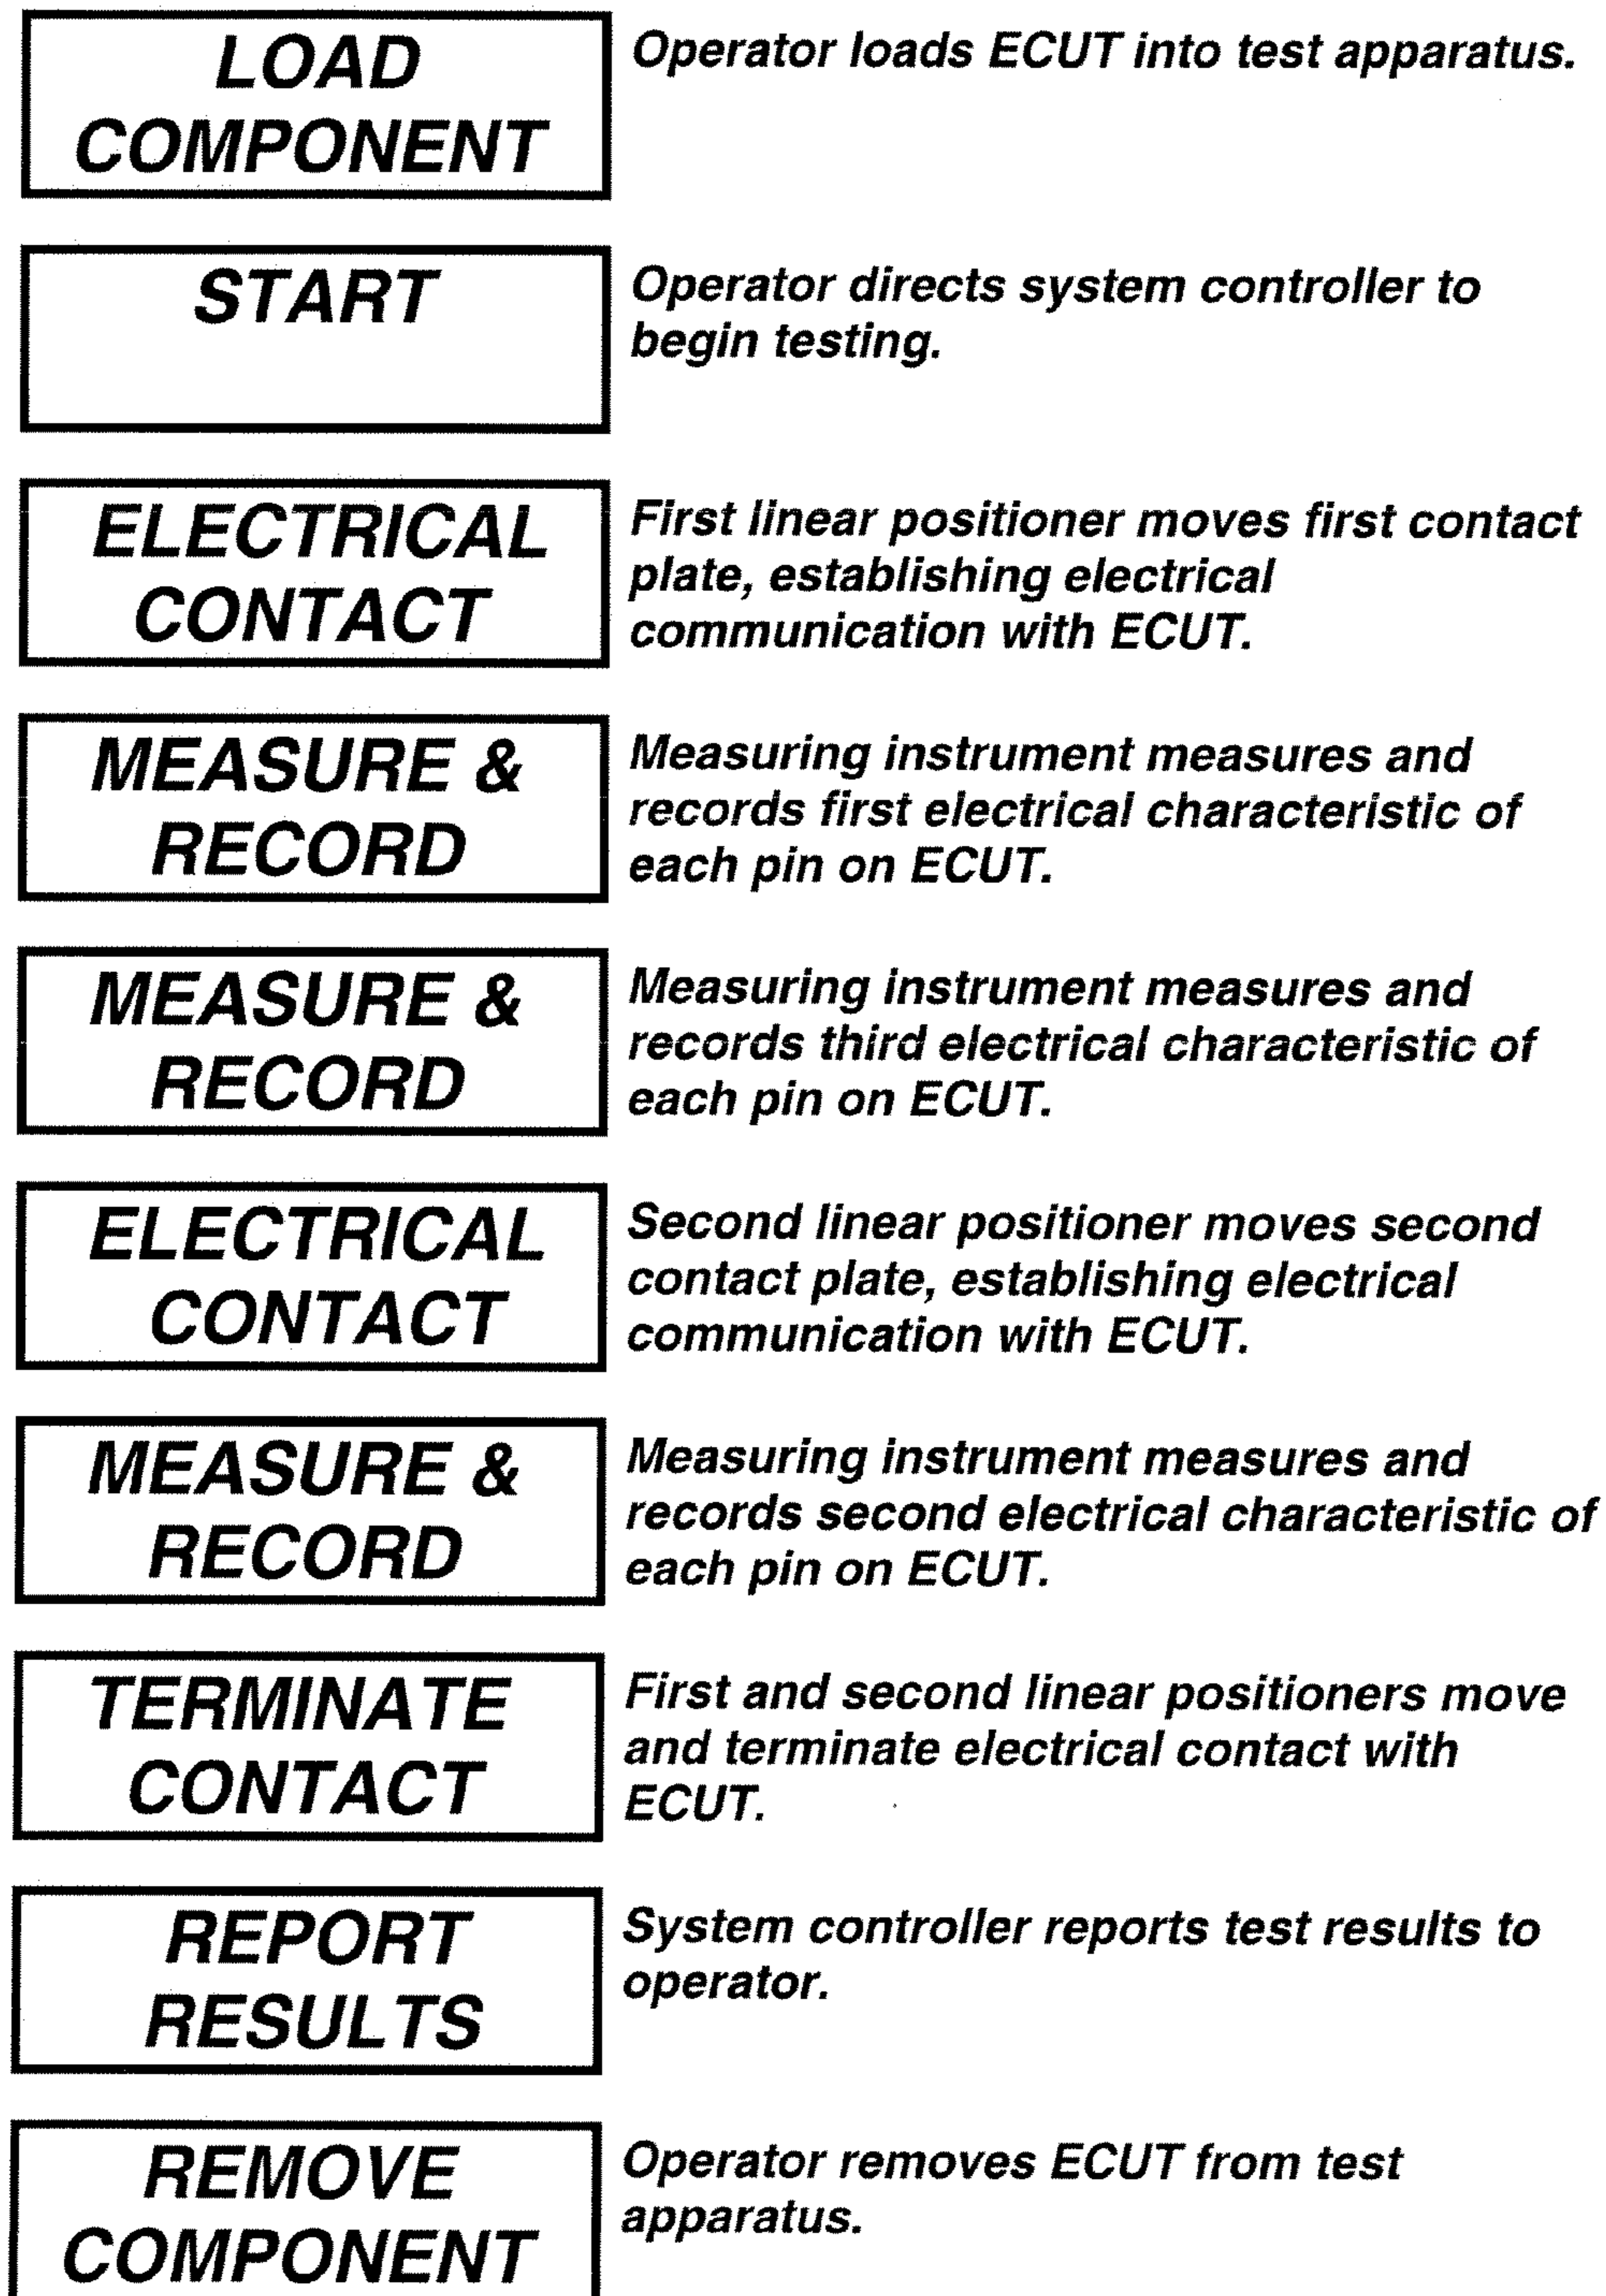 LOAD
COMPONENT
Operator loads ECUT into test apparatus.
START
Operator directs system controller to
begin testing.
ELECTRICAL
CONTACT
First linear positioner moves first contact
plate, establishing electrical
communication with ECUT.
MEASURE &
RECORD
Measuring instrument measures and
records first electrical characteristic of
each pin on ECUT.
MEASURE &
RECORD
Measuring instrument measures and
records third electrical characteristic of
each pin on ECUT.
ELECTRICAL
CONTACT
Second linear positioner moves second
contact plate, establishing electrical
communication with ECUT.
MEASURE &
RECORD
Measuring instrument measures and
records second electrical characteristic of
each pin on ECUT.
TERMINATE
CONTACT
First and second linear positioners move
and terminate electrical contact with
ECUT.
REPORT
RESULTS
System controller reports test results to
operator.
REMOVE
COMPONENT
Operator removes ECUT from test
apparatus.